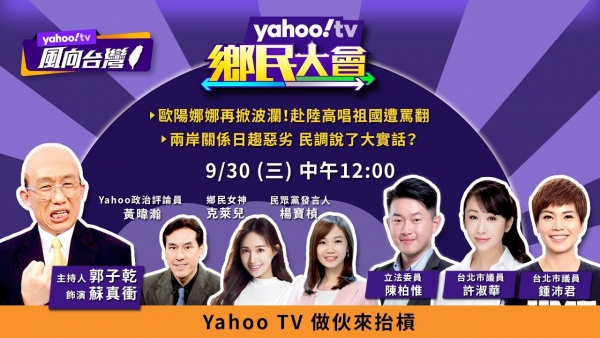 yahoo!tv
風向台灣
yahoo!tv
鄉民大會
歐陽娜娜再掀波瀾!赴陸高唱祖國遭罵翻
兩岸關係日趨惡劣 民調說了大實話?
9/30 (三) 中午12:00
主持人 郭子乾
飾演 蘇真衝
Yahoo政治評論員
黃暐瀚
鄉民女神
克萊兒
民眾黨發言人
楊寶楨
立法委員
陳柏惟
台北市議員
許淑華
台北市議員
鍾沛君
Yahoo TV 做伙來抬槓